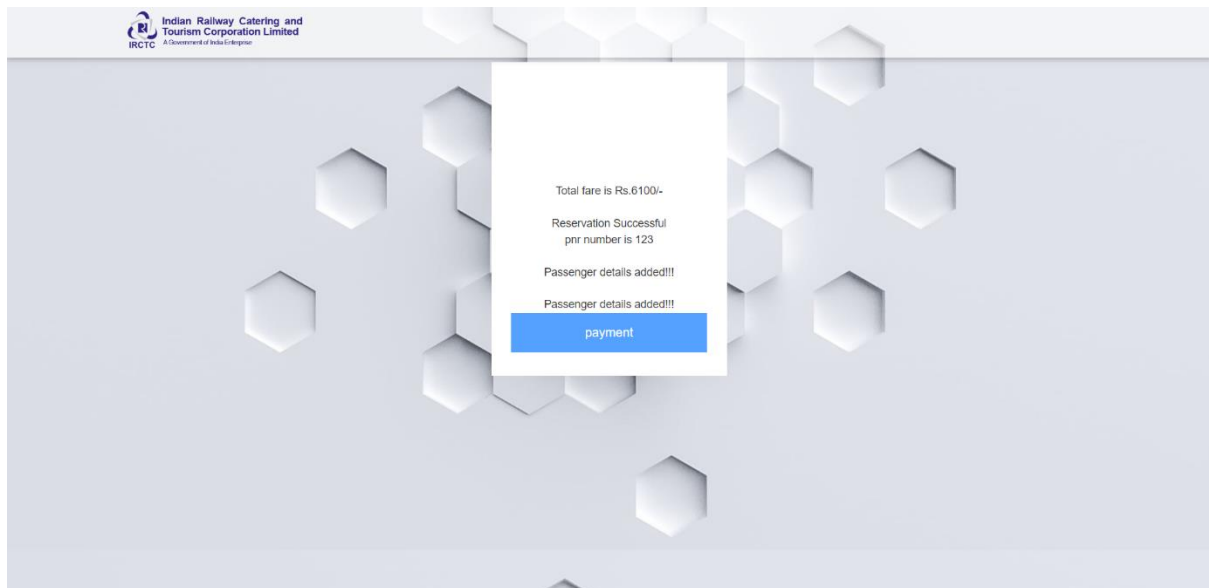 Indian Railway Catering and
Tourism Corporation Limited
IRCTC
A Government of India Enterprise
Total fare is Rs.6100/-
Reservation Successful
pnr number is 123
Passenger details added!!!
Passenger details added!!!
payment